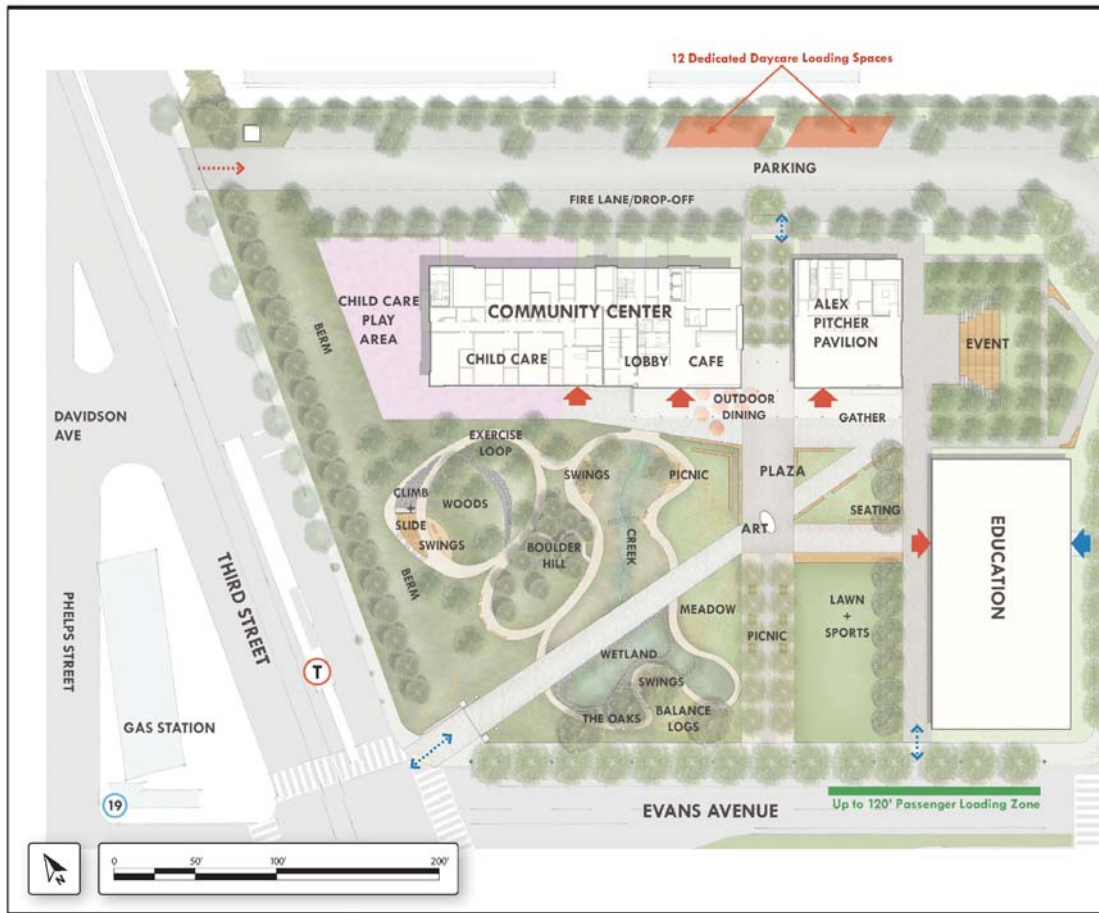 12 Dedicated Daycare Loading Spaces
PARKING
FIRE LANE/DROP-OFF
CHILD CARE
PLAY
AREA
COMMUNITY CENTER
CHILD CARE
LOBBY
CAFE
ALEX
PITCHER
PAVILION
EVENT
BERM
OUTDOOR
DINING
GATHER
DAVIDSON
AVE
EXERCISE
LOOP
SWINGS
PICNIC
PLAZA
CLIMB
+
SLIDE
WOODS
SWINGS
SEATING
ART
BOULDER
HILL
CREEK
EDUCATION
BERM
THIRD STREET
PHELPS STREET
MEADOW
PICNIC
LAWN
+
SPORTS
WETLAND
SWINGS
T
THE OAKS
BALANCE
LOGS
GAS STATION
19
EVANS AVENUE
Up to 120' Passenger Loading Zone
N
0 50' 100' 200'